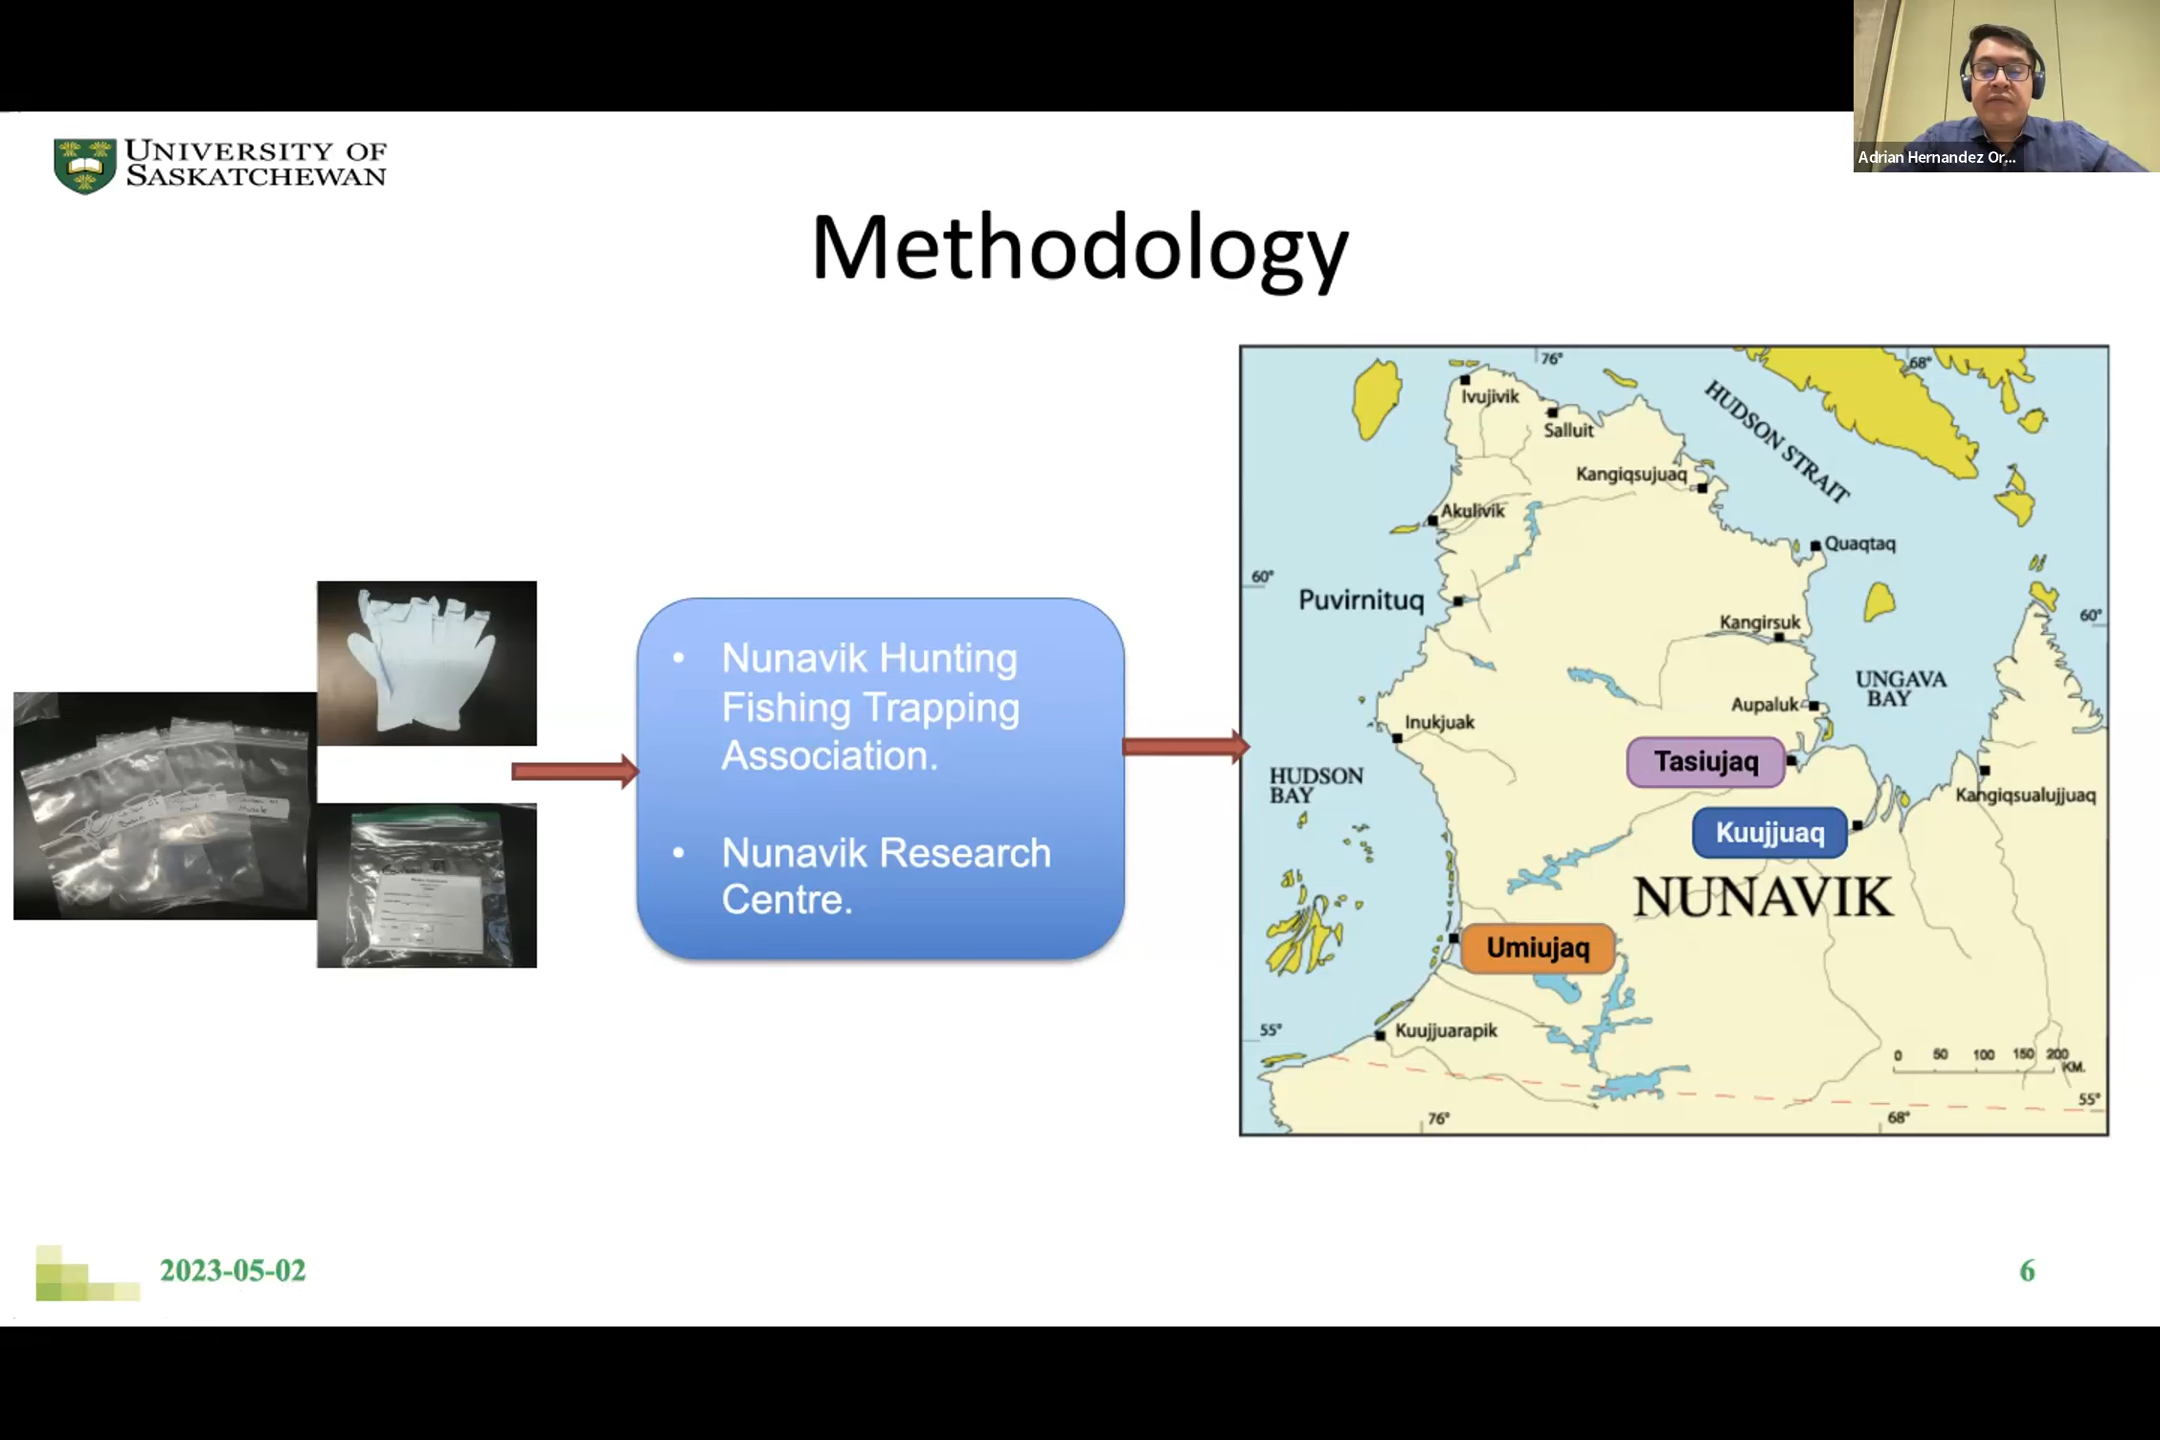 Adrian Hernandez Or...
UNIVERSITY OF
SASKATCHEWAN
Methodology
• Nunavik Hunting
Fishing Trapping
Association.
• Nunavik Research
Centre.
76°
68°
Ivujivik
Salluit
HUDSON STRAIT
Kangiqsujuaq
Akulivik
Quaqtaq
60°
Puvirnituq
60°
Kangirsuk
UNGAVA
BAY
Aupaluk
Inukjuak
Tasiujaq
HUDSON
BAY
Kangiqsualujjuaq
Kuujjuaq
NUNAVIK
Umiujaq
55°
Kuujjuarapik
0 50 100 150 200
KM.
55°
76°
68°
2023-05-02
6